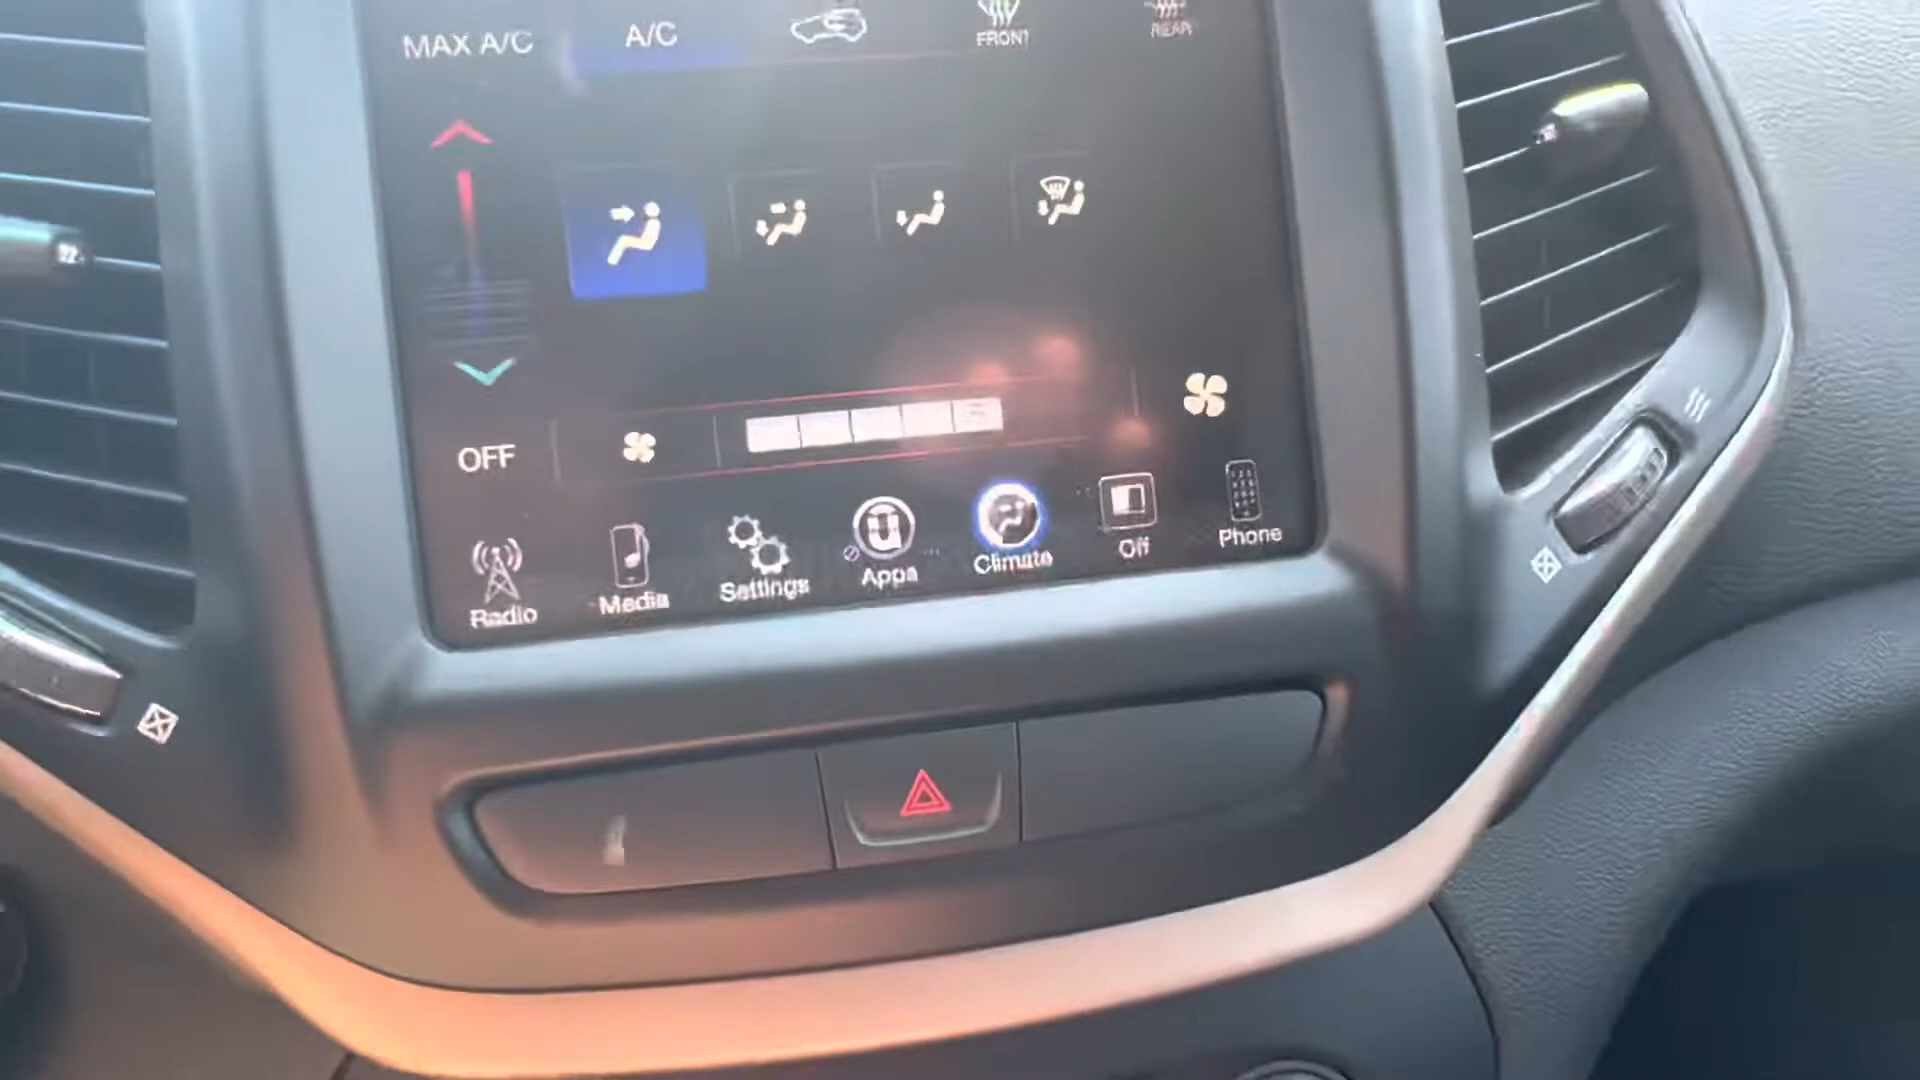 MAX A/C
A/C
FRONT
REAR
OFF
Radio
Media
Settings
Apps
Climate
Off
Phone